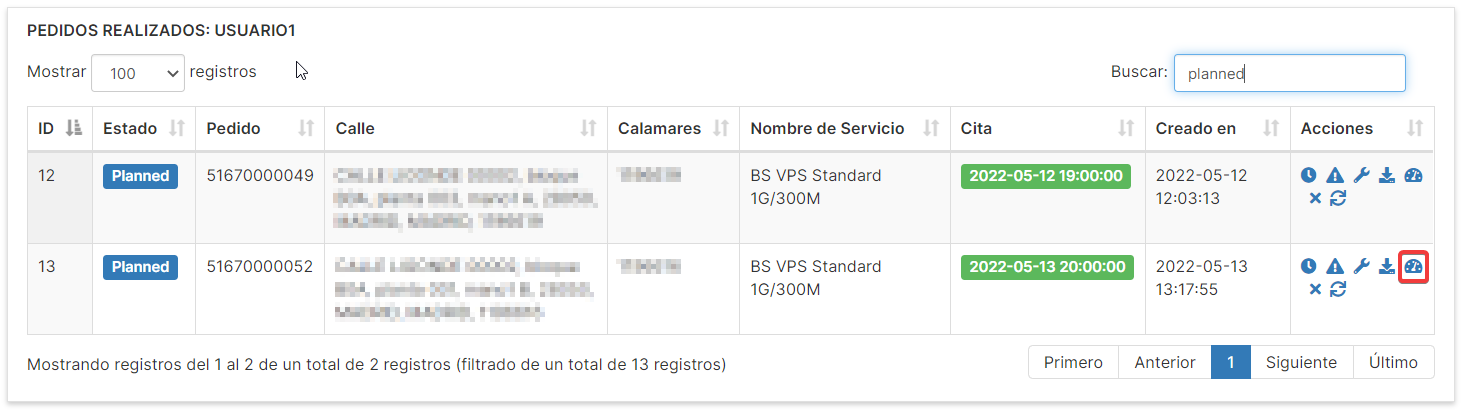 PEDIDOS REALIZADOS: USUARIO1
Mostrar 100 registros
Buscar: planned
ID Estado Pedido Calle Calamares Nombre de Servicio Cita Creado en Acciones
12 Planned 51670000049 BS VPS Standard 2022-05-12 19:00:00 2022-05-12
1G/300M 12:03:13
13 Planned 51670000052 BS VPS Standard 2022-05-13 20:00:00 2022-05-13
1G/300M 13:17:55
Mostrando registros del 1 al 2 de un total de 2 registros (filtrado de un total de 13 registros)
Primero Anterior 1 Siguiente Último